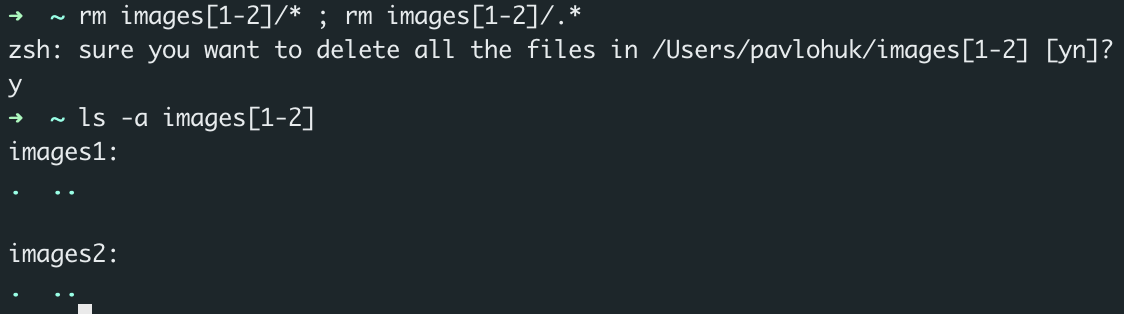 ➜  ~ rm images[1-2]/* ; rm images[1-2]/.*
zsh: sure you want to delete all the files in /Users/pavlohuk/images[1-2] [yn]?
y
➜  ~ ls -a images[1-2]
images1:
.  ..
images2:
.  ..